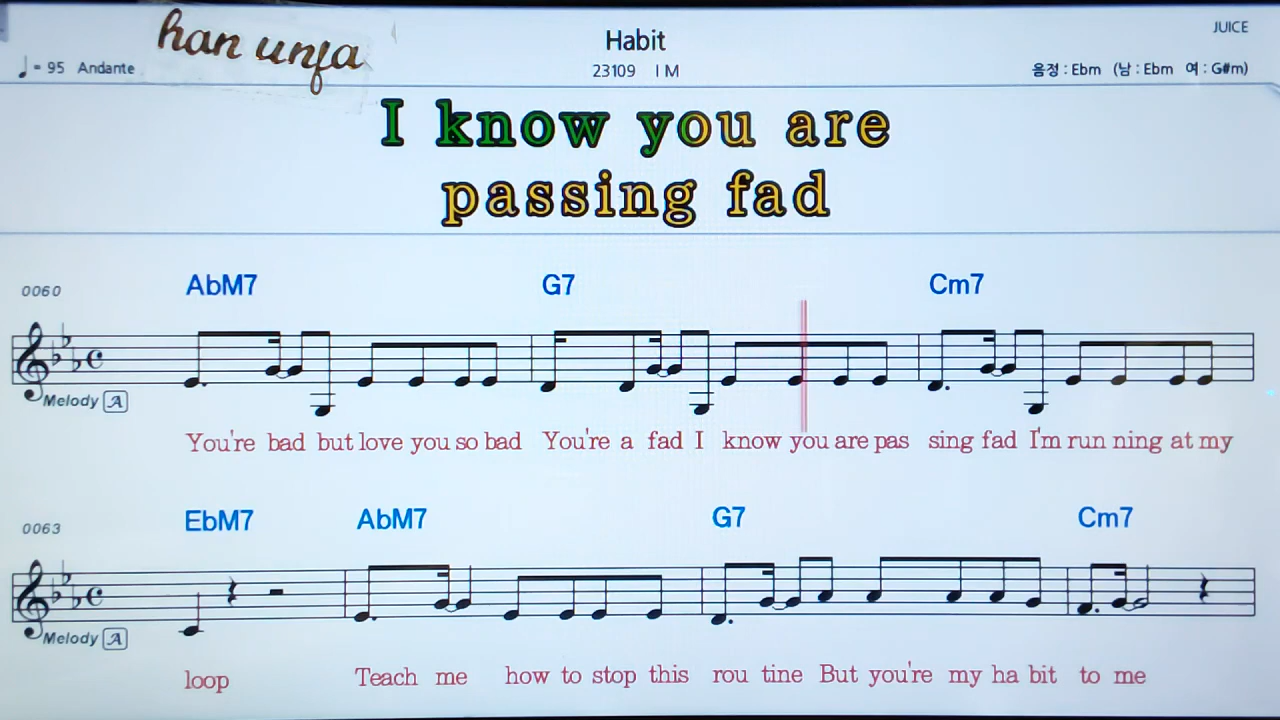 han unfa
Habit
JUICE
♩= 95 Andante
23109 I M
음정 : Ebm (남 : Ebm 여 : G#m)
I know you are
passing fad
0060
AbM7 G7 Cm7
Melody A
You're bad but love you so bad You're a fad I know you are pas sing fad I'm run ning at my
0063
EbM7 AbM7 G7 Cm7
Melody A
loop Teach me how to stop this rou tine But you're my ha bit to me